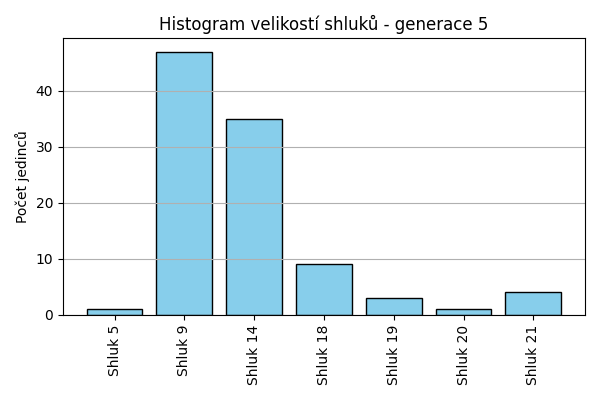 Histogram velikostí shluků - generace 5
Počet jedinců
40
30
20
10
0
Shluk 5
Shluk 9
Shluk 14
Shluk 18
Shluk 19
Shluk 20
Shluk 21